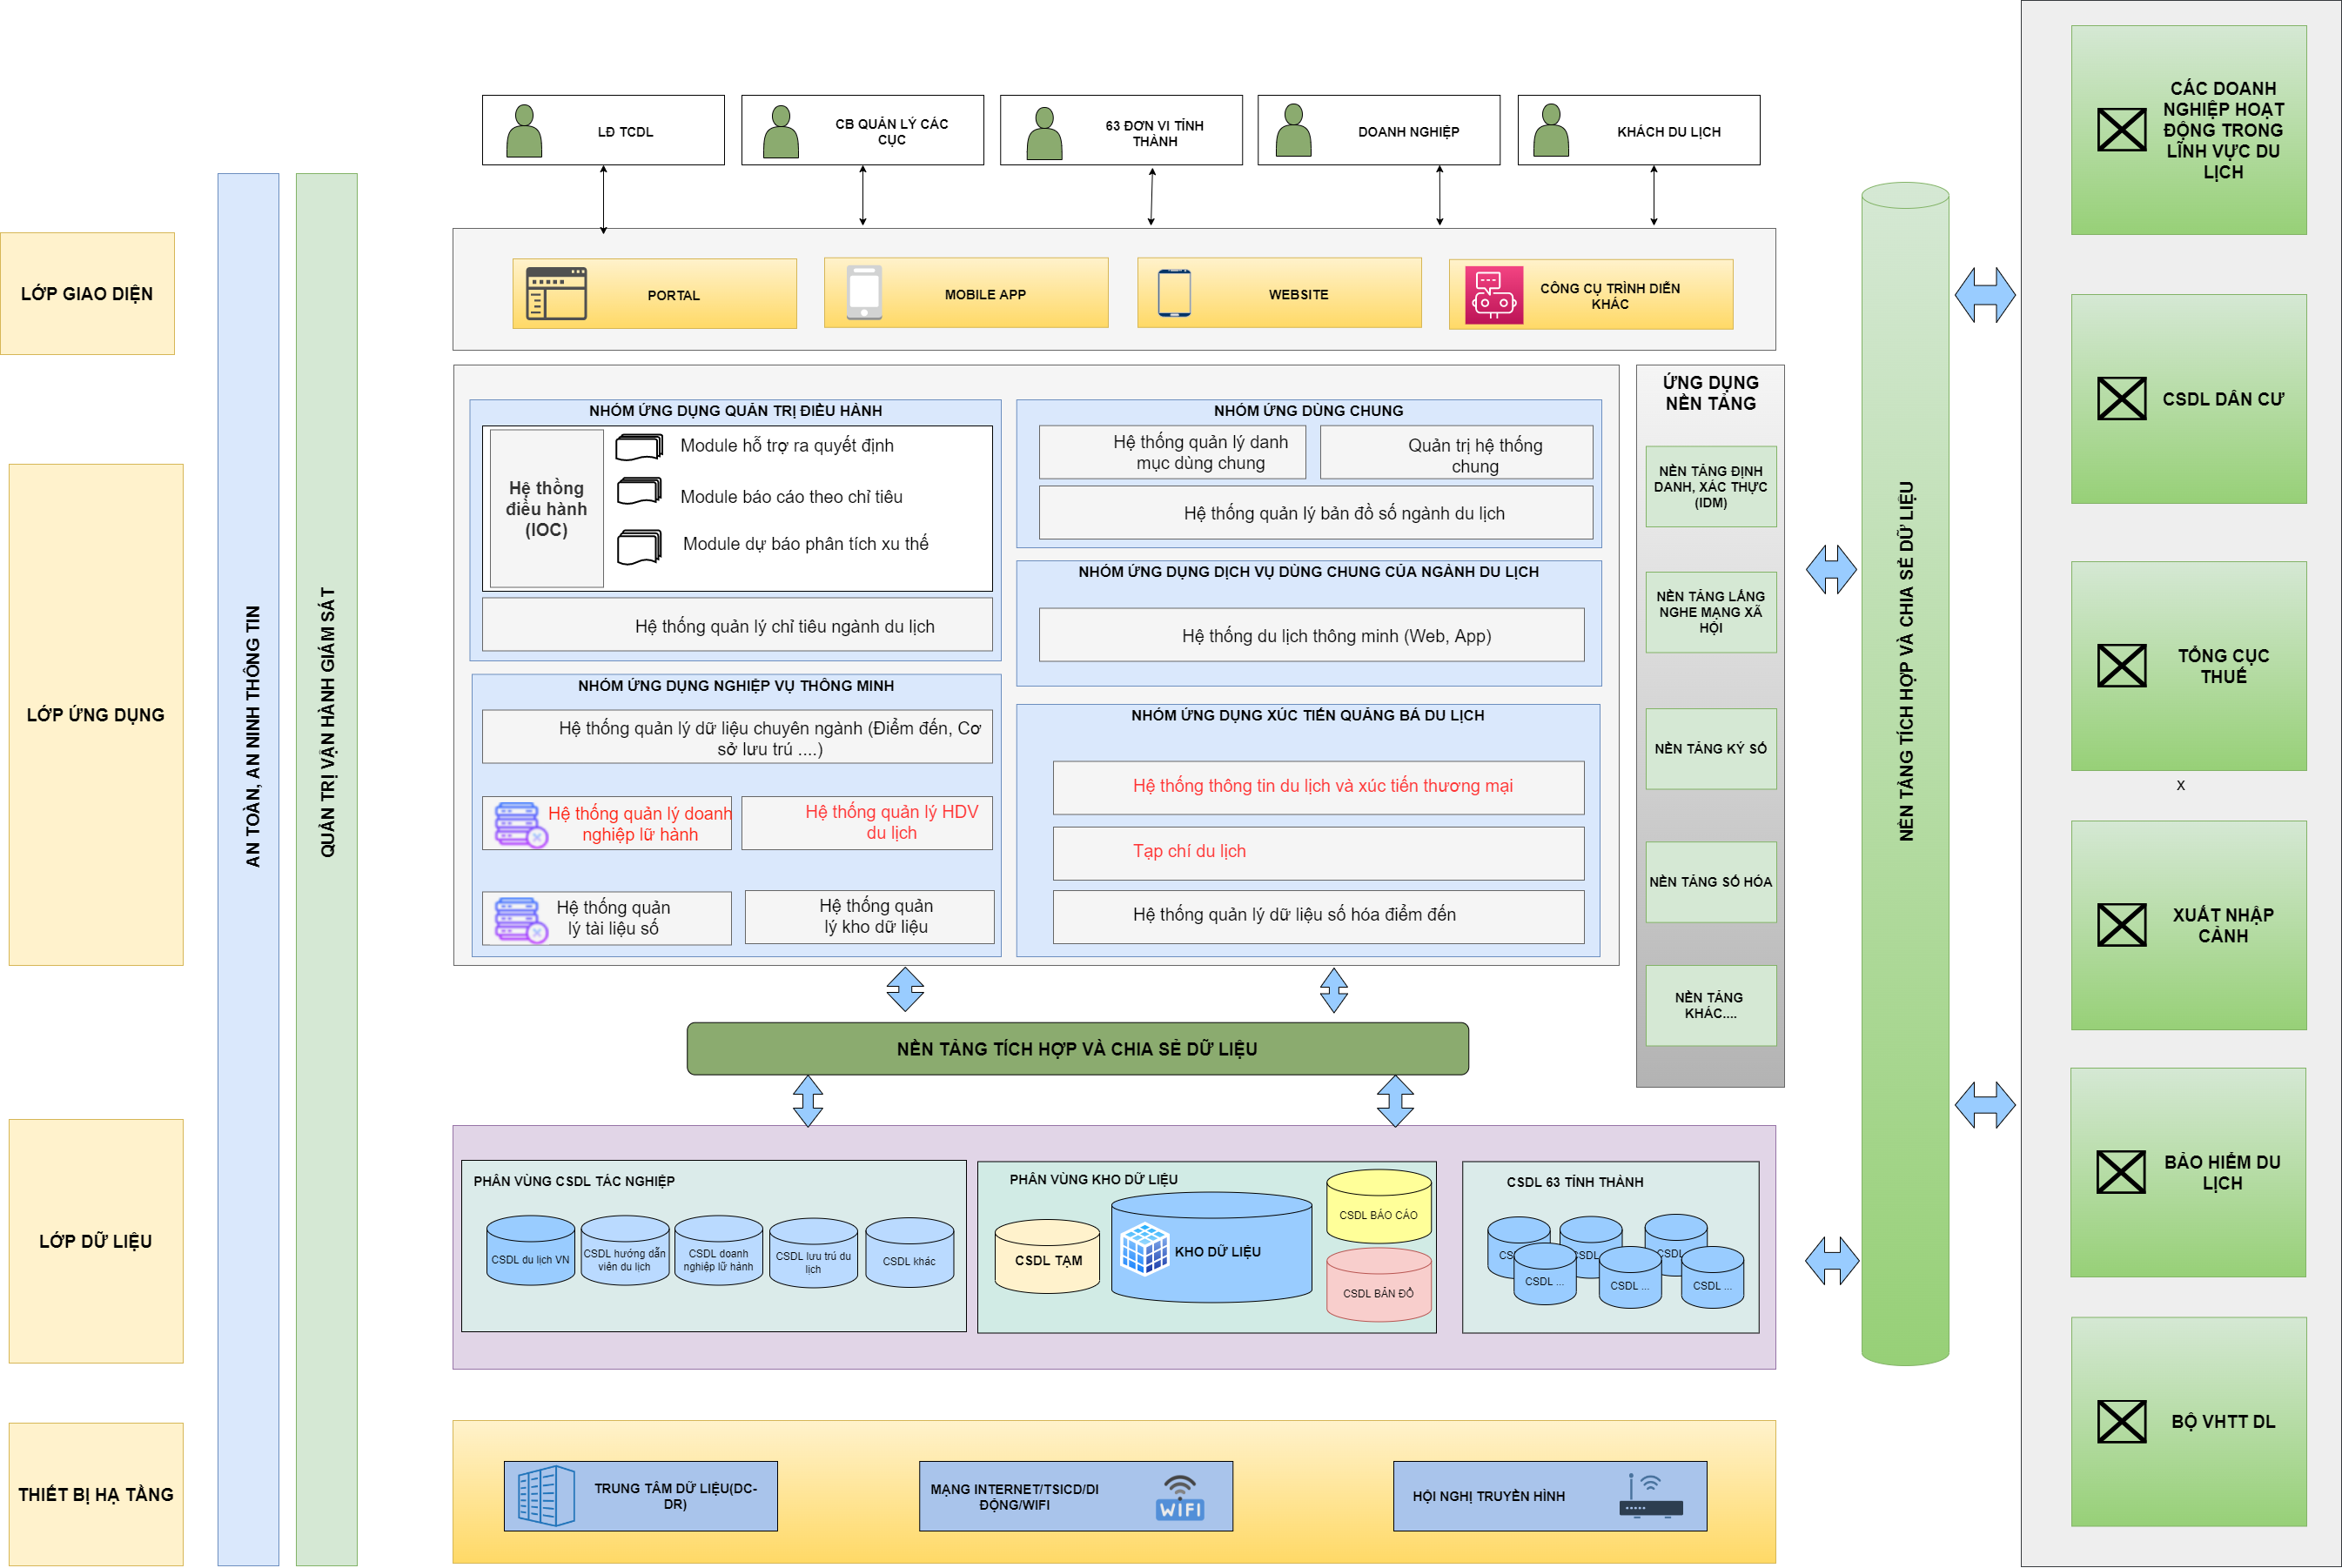 LĐ TCDL
CB QUẢN LÝ CÁC
CỤC
63 ĐƠN VI TỈNH
THÀNH
DOANH NGHIỆP
KHÁCH DU LỊCH
LỚP GIAO DIỆN
PORTAL
MOBILE APP
WEBSITE
CÔNG CỤ TRÌNH DIỄN
KHÁC
LỚP ỨNG DỤNG
AN TOÀN, AN NINH THÔNG TIN
QUẢN TRỊ VẬN HÀNH GIÁM SÁT
NHÓM ỨNG DỤNG QUẢN TRỊ ĐIỀU HÀNH
Hệ thồng
điều hành
(IOC)
Module hỗ trợ ra quyết định
Module báo cáo theo chỉ tiêu
Module dự báo phân tích xu thế
Hệ thống quản lý chỉ tiêu ngành du lịch
NHÓM ỨNG DỤNG NGHIỆP VỤ THÔNG MINH
Hệ thống quản lý dữ liệu chuyên ngành (Điểm đến, Cơ
sở lưu trú ....)
Hệ thống quản lý doanh
nghiệp lữ hành
Hệ thống quản lý HDV
du lịch
Hệ thống quản
lý tài liệu số
Hệ thống quản
lý kho dữ liệu
NHÓM ỨNG DÙNG CHUNG
Hệ thống quản lý danh
mục dùng chung
Quản trị hệ thống
chung
Hệ thống quản lý bản đồ số ngành du lịch
NHÓM ỨNG DỤNG DỊCH VỤ DÙNG CHUNG CỦA NGÀNH DU LỊCH
Hệ thống du lịch thông minh (Web, App)
NHÓM ỨNG DỤNG XÚC TIẾN QUẢNG BÁ DU LỊCH
Hệ thống thông tin du lịch và xúc tiến thương mại
Tạp chí du lịch
Hệ thống quản lý dữ liệu số hóa điểm đến
ỨNG DỤNG
NỀN TẢNG
NỀN TẢNG ĐỊNH
DANH, XÁC THỰC
(IDM)
NỀN TẢNG LẮNG
NGHE MẠNG XÃ
HỘI
NỀN TẢNG KÝ SỐ
NỀN TẢNG SỐ HÓA
NỀN TẢNG
KHÁC....
NỀN TẢNG TÍCH HỢP VÀ CHIA SẺ DỮ LIỆU
NỀN TẢNG TÍCH HỢP VÀ CHIA SẺ DỮ LIỆU
LỚP DỮ LIỆU
PHÂN VÙNG CSDL TÁC NGHIỆP
CSDL du lịch VN
CSDL hướng dẫn
viên du lịch
CSDL doanh
nghiệp lữ hành
CSDL lưu trú du
lịch
CSDL khác
PHÂN VÙNG KHO DỮ LIỆU
CSDL TẠM
KHO DỮ LIỆU
CSDL BÁO CÁO
CSDL BẢN ĐỒ
CSDL 63 TỈNH THÀNH
CSDL ...
CSDL ...
CSDL ...
THIẾT BỊ HẠ TẦNG
TRUNG TÂM DỮ LIỆU(DC-
DR)
MẠNG INTERNET/TSlCD/DI
ĐỘNG/WIFI
WiFi
HỘI NGHỊ TRUYỀN HÌNH
CÁC DOANH
NGHIỆP HOẠT
ĐỘNG TRONG
LĨNH VỰC DU
LỊCH
CSDL DÂN CƯ
TỔNG CỤC
THUẾ
x
XUẤT NHẬP
CẢNH
BẢO HIỂM DU
LỊCH
BỘ VHTT DL